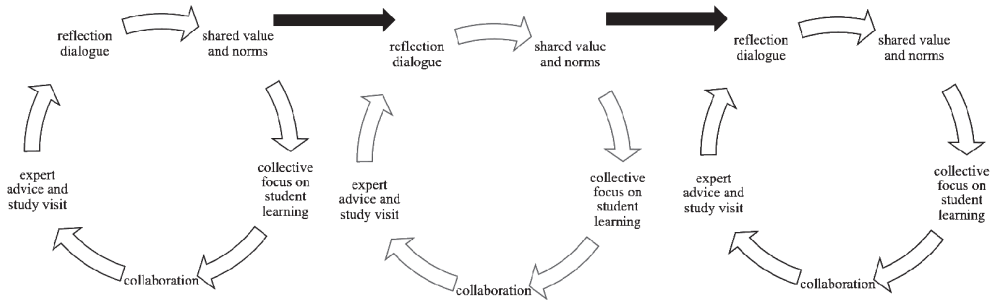 reflection
dialogue
shared value
and norms
collective
focus on
student
learning
collaboration
expert
advice and
study visit
reflection
dialogue
shared value
and norms
collective
focus on
student
learning
collaboration
expert
advice and
study visit
reflection
dialogue
shared value
and norms
collective
focus on
student
learning
collaboration
expert
advice and
study visit